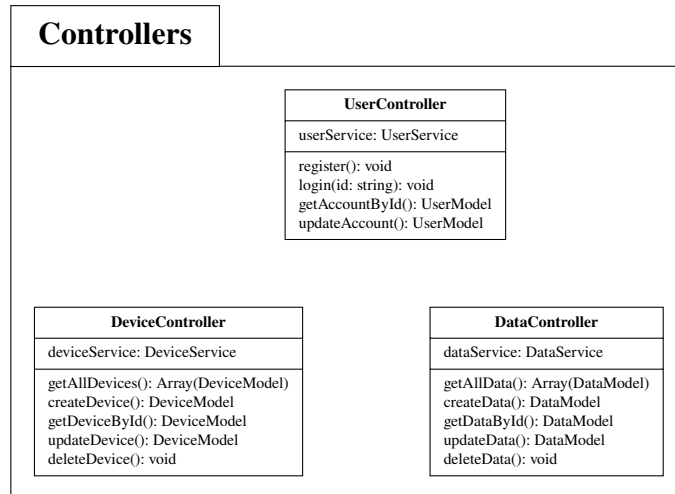 Controllers
UserController
userService: UserService
register(): void
login(id: string): void
getAccountById(): UserModel
updateAccount(): UserModel
DeviceController
deviceService: DeviceService
getAllDevices(): Array(DeviceModel)
createDevice(): DeviceModel
getDeviceById(): DeviceModel
updateDevice(): DeviceModel
deleteDevice(): void
DataController
dataService: DataService
getAllData(): Array(DataModel)
createData(): DataModel
getDataById(): DataModel
updateData(): DataModel
deleteData(): void